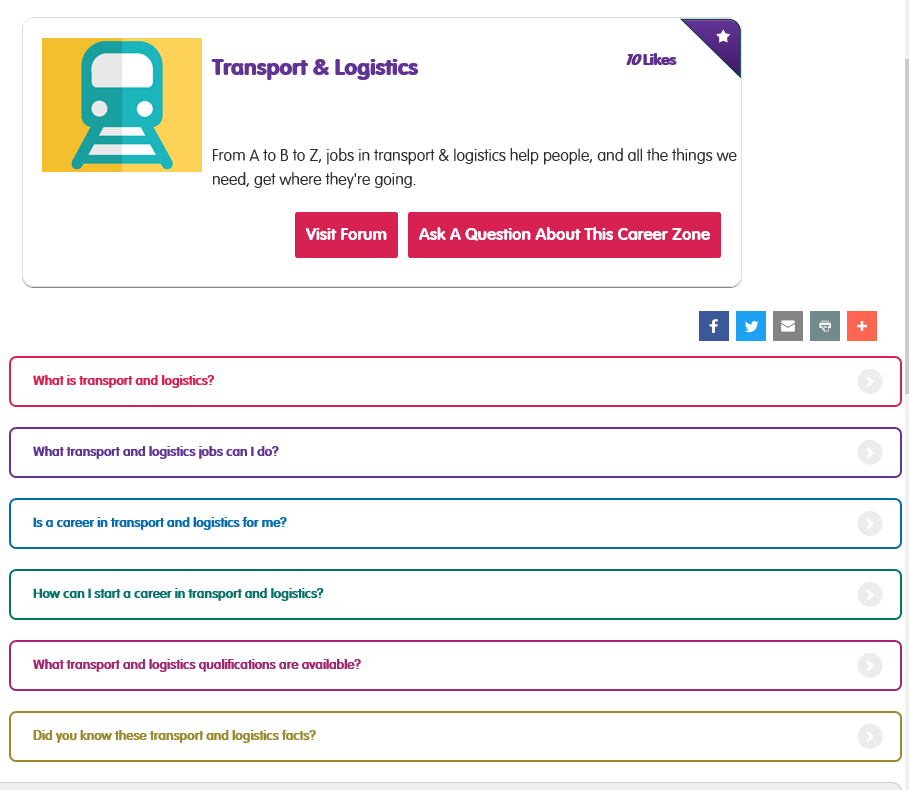 Transport & Logistics
10 Likes
From A to B to Z, jobs in transport & logistics help people, and all the things we
need, get where they're going.
Visit Forum
Ask A Question About This Career Zone
What is transport and logistics?
What transport and logistics jobs can I do?
Is a career in transport and logistics for me?
How can I start a career in transport and logistics?
What transport and logistics qualifications are available?
Did you know these transport and logistics facts?